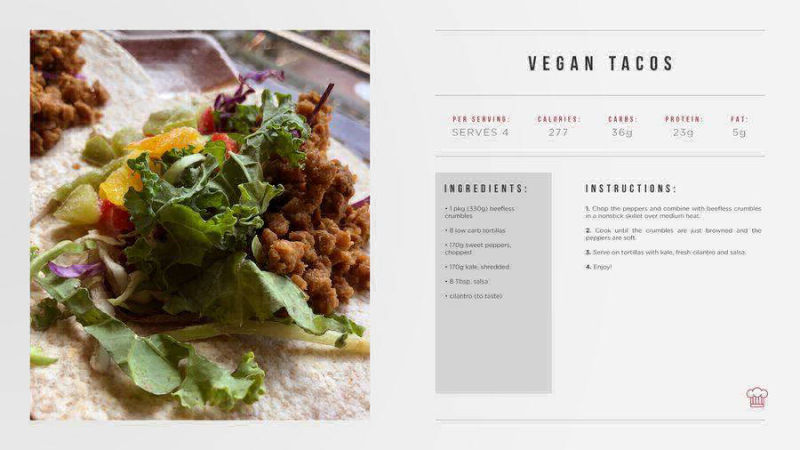 VEGAN TACOS
PER SERVING: CALORIES: CARBS: PROTEIN: FAT:
SERVES 4 277 36g 23g 5g
INGREDIENTS:
• 1 pkg (330g) beefless
crumbles
• 8 low carb tortillas
• 170g sweet peppers,
chopped
• 170g kale, shredded
• 8 Tbsp. salsa
• cilantro (to taste)
INSTRUCTIONS:
1. Chop the peppers and combine with beefless crumbles
in a nonstick skillet over medium heat.
2. Cook until the crumbles are just browned and the
peppers are soft.
3. Serve on tortillas with kale, fresh cilantro and salsa.
4. Enjoy!